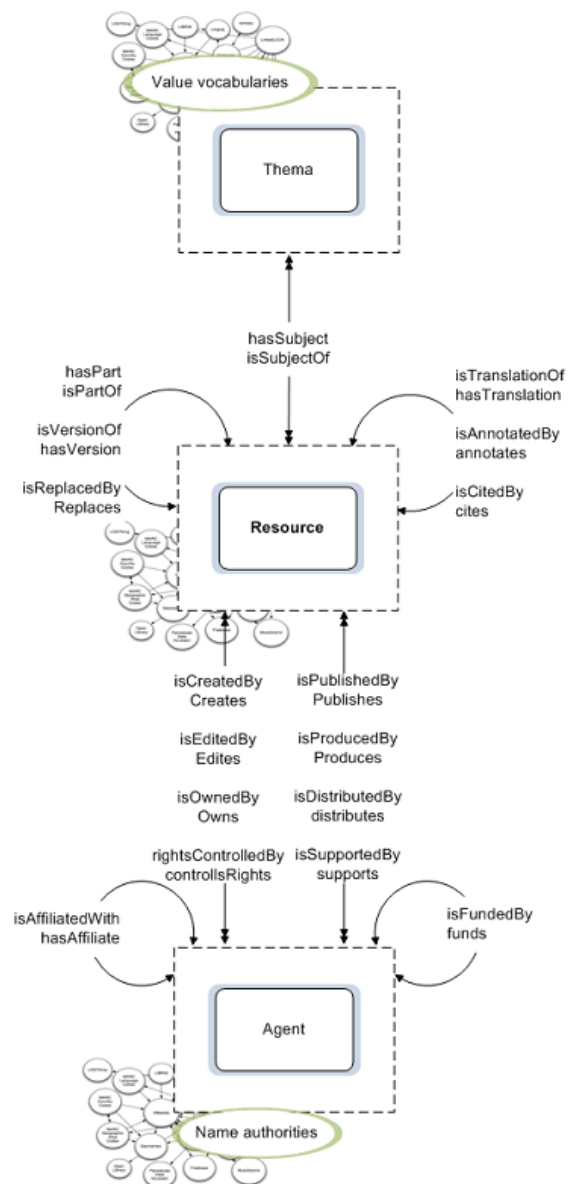 Value vocabularies
Thema
hasSubject
isSubjectOf
hasPart
isPartOf
isVersionOf
hasVersion
isReplacedBy
Replaces
isTranslationOf
hasTranslation
isAnnotatedBy
annotates
isCitedBy
cites
Resource
isCreatedBy
Creates
isEditedBy
Edites
isOwnedBy
Owns
rightsControlledBy
controllsRights
isPublishedBy
Publishes
isProducedBy
Produces
isDistributedBy
distributes
isSupportedBy
supports
isAffiliatedWith
hasAffiliate
isFundedBy
funds
Agent
Name authorities